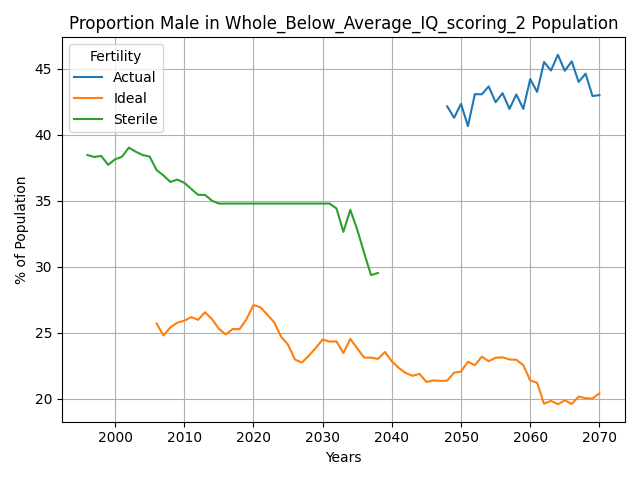 Proportion Male in Whole_Below_Average_IQ_scoring_2 Population
Fertility
Actual
Ideal
Sterile
% of Population
45
40
35
30
25
20
2000 2010 2020 2030 2040 2050 2060 2070
Years